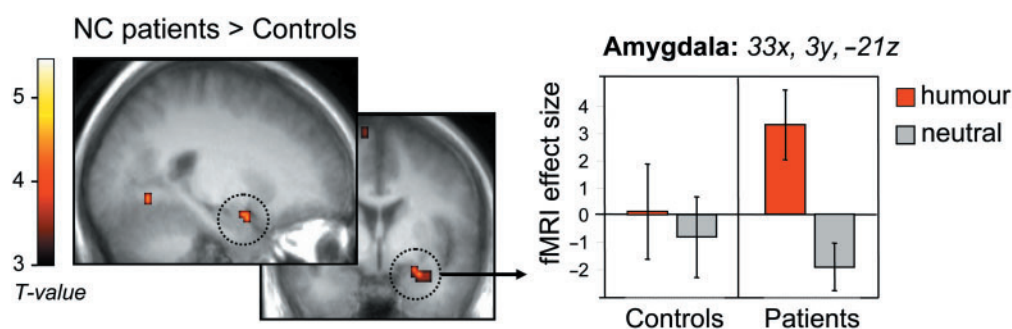 NC patients > Controls
5
4
3
T-value
Amygdala: 33x, 3y, –21z
fMRI effect size
4
3
2
1
0
–1
–2
Controls
Patients
humour
neutral